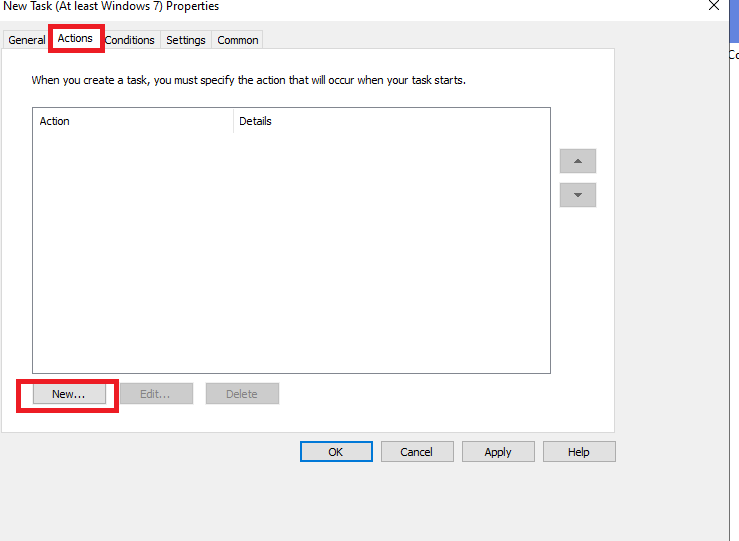 New Task (At least Windows 7) Properties
General Actions Conditions Settings Common
When you create a task, you must specify the action that will occur when your task starts.
Action Details
New... Edit... Delete
OK Cancel Apply Help